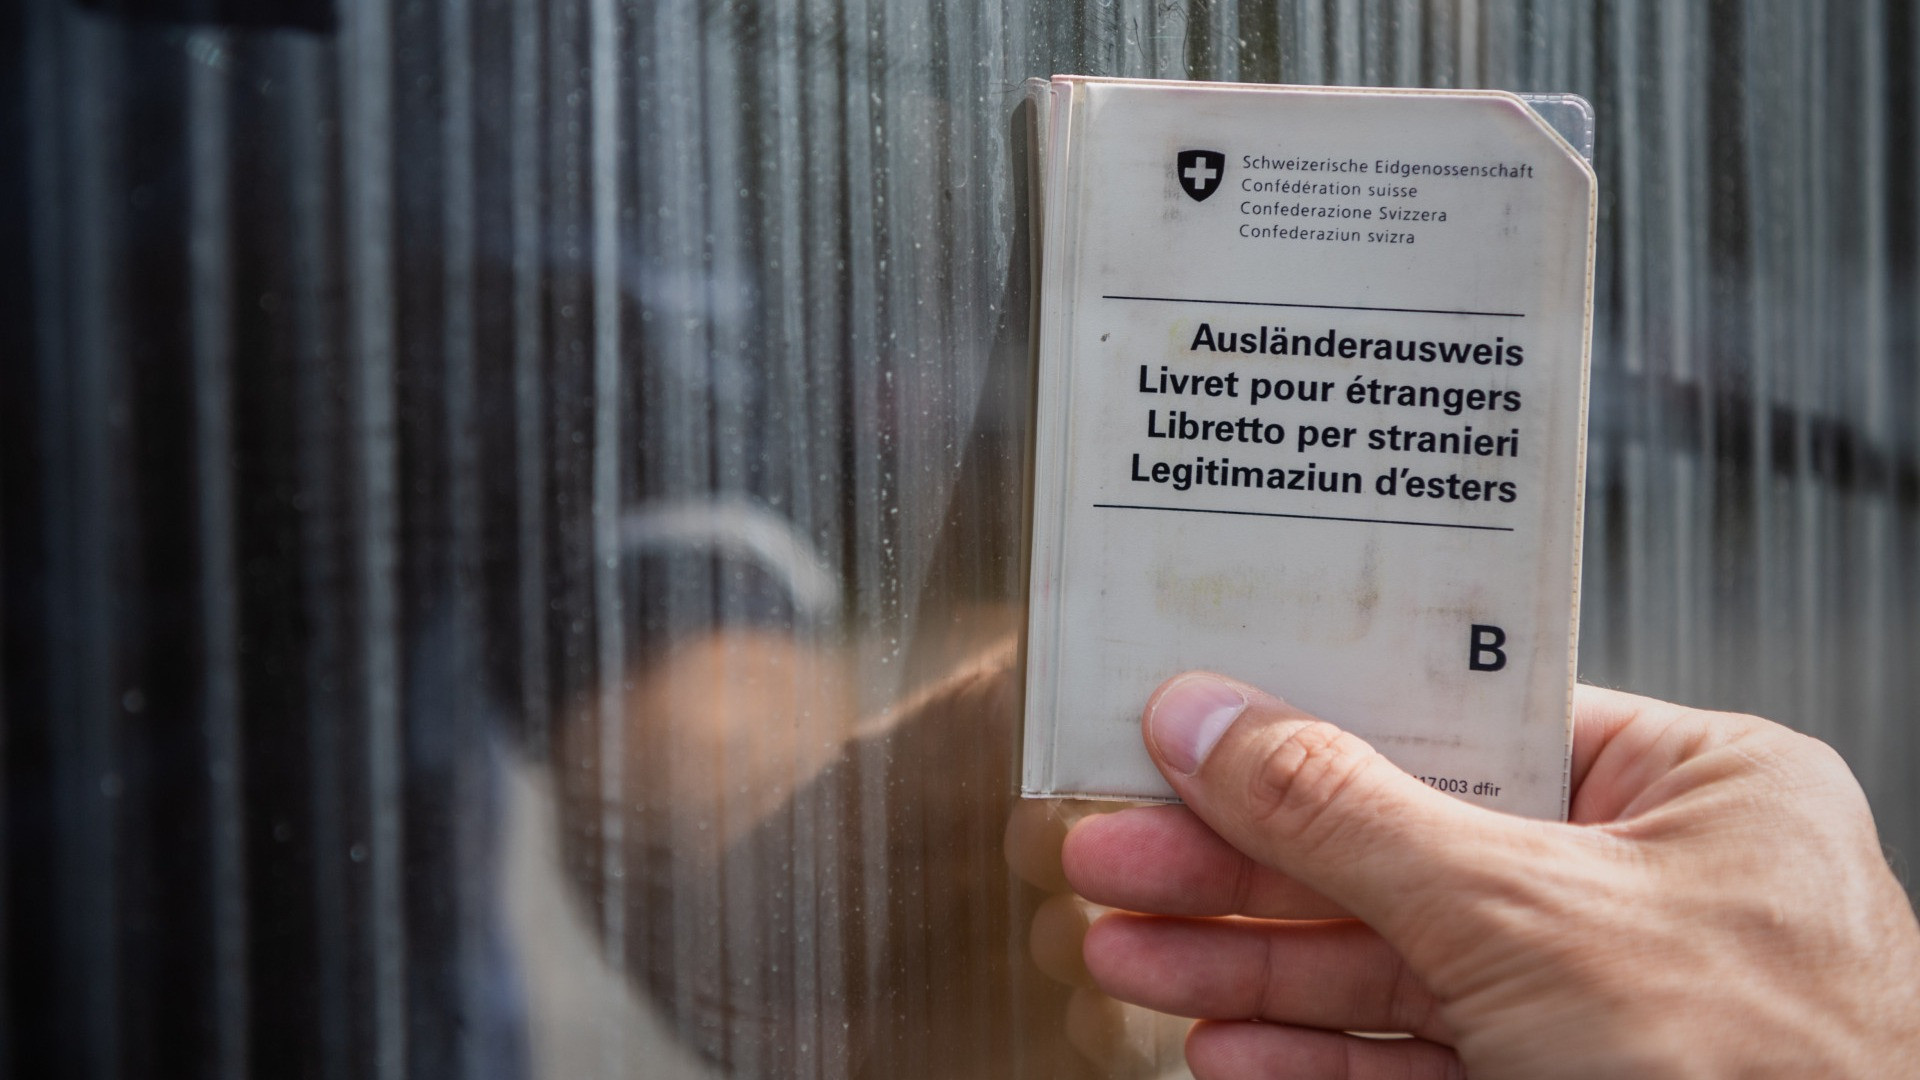 Schweizerische Eidgenossenschaft
Confédération suisse
Confederazione Svizzera
Confederaziun svizra
Ausländerausweis
Livret pour étrangers
Libretto per stranieri
Legitimaziun d'esters
B
dfir